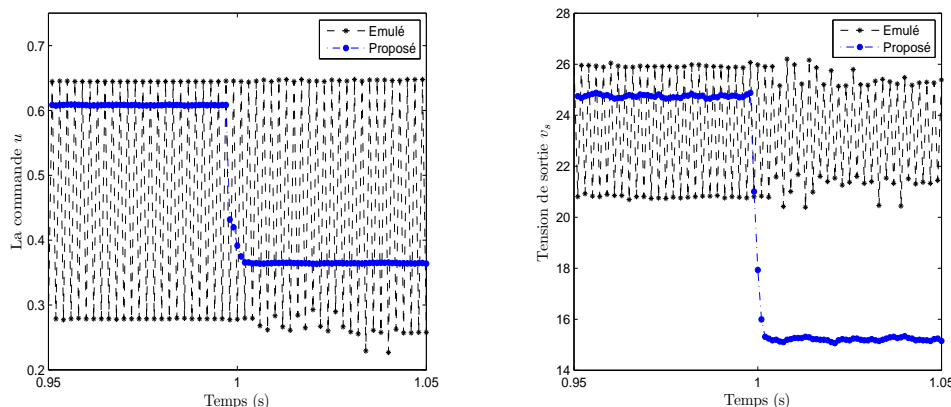 0.7
0.6
0.5
0.4
0.3
0.2
0.95
1
1.05
La commande u
Temps (s)
Emulé
Proposé
28
26
24
22
20
18
16
14
0.95
1
1.05
Tension de sortie vs
Temps (s)
Emulé
Proposé